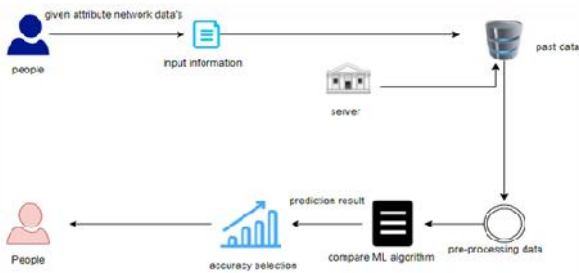 given attribute network data's
people
input information
past data
server
prediction result
People
accuracy selection
compare ML algorithm
pre-processing data